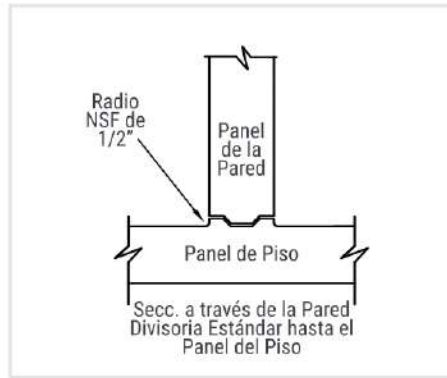 Radio
NSF de
1/2”
Panel
de la
Pared
Panel de Piso
Secc. a través de la Pared
Divisoria Estándar hasta el
Panel del Piso